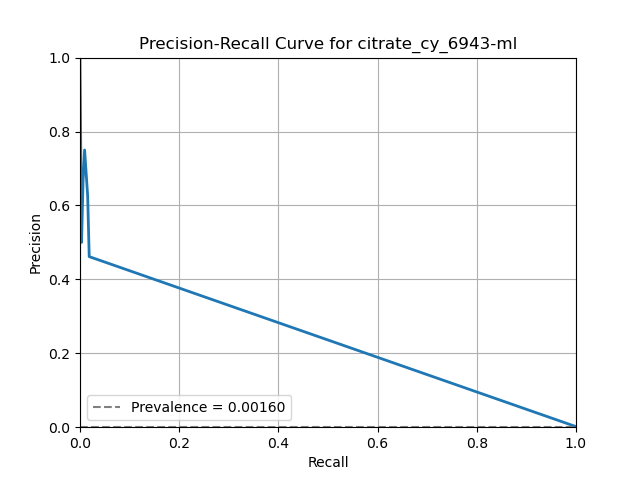 Precision-Recall Curve for citrate_cy_6943-ml
1.0
0.8
0.6
0.4
0.2
0.0
Precision
Prevalence = 0.00160
0.0 0.2 0.4 0.6 0.8 1.0
Recall